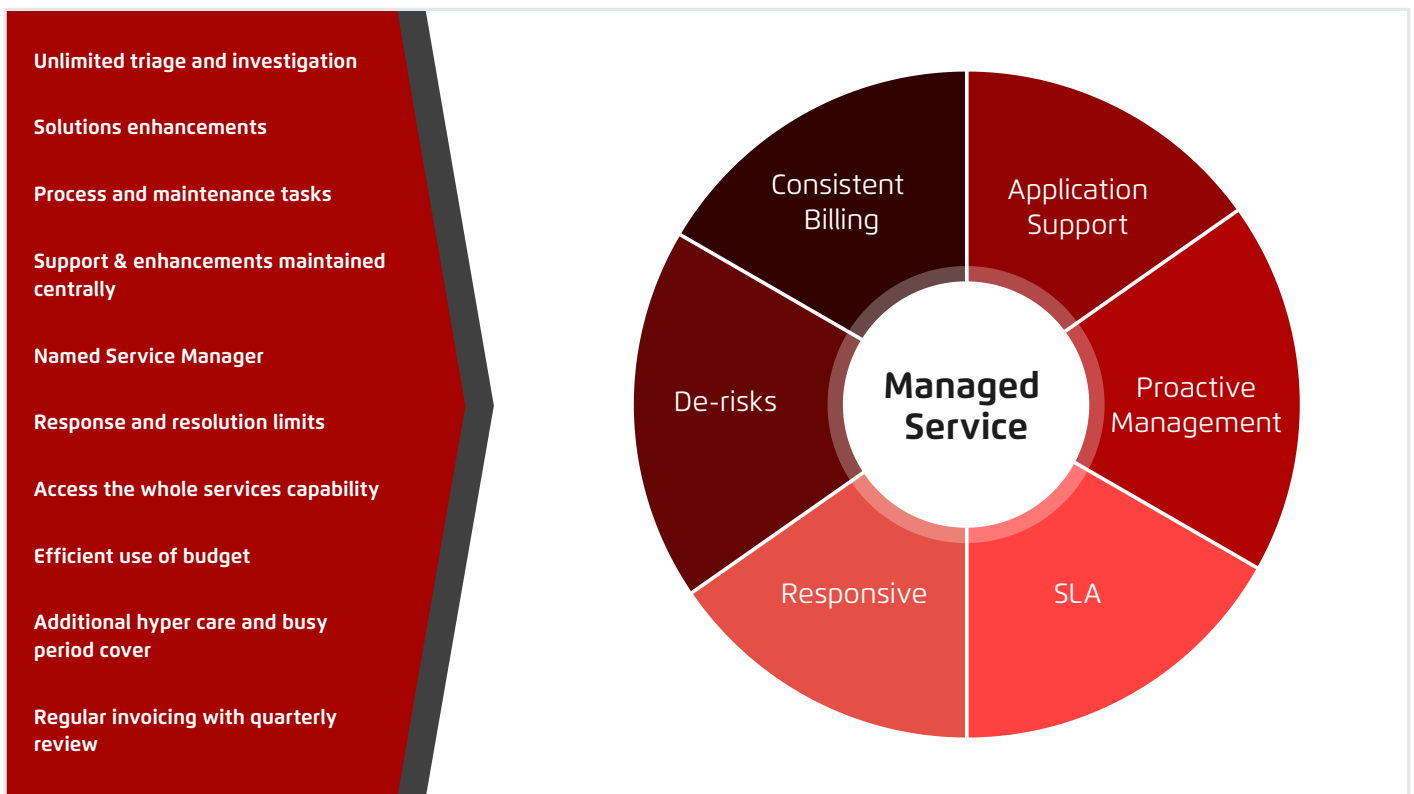 Unlimited triage and investigation
Solutions enhancements
Process and maintenance tasks
Support & enhancements maintained
centrally
Named Service Manager
Response and resolution limits
Access the whole services capability
Efficient use of budget
Additional hyper care and busy
period cover
Regular invoicing with quarterly
review
Consistent
Billing
Application
Support
De-risks
Managed
Service
Proactive
Management
Responsive
SLA